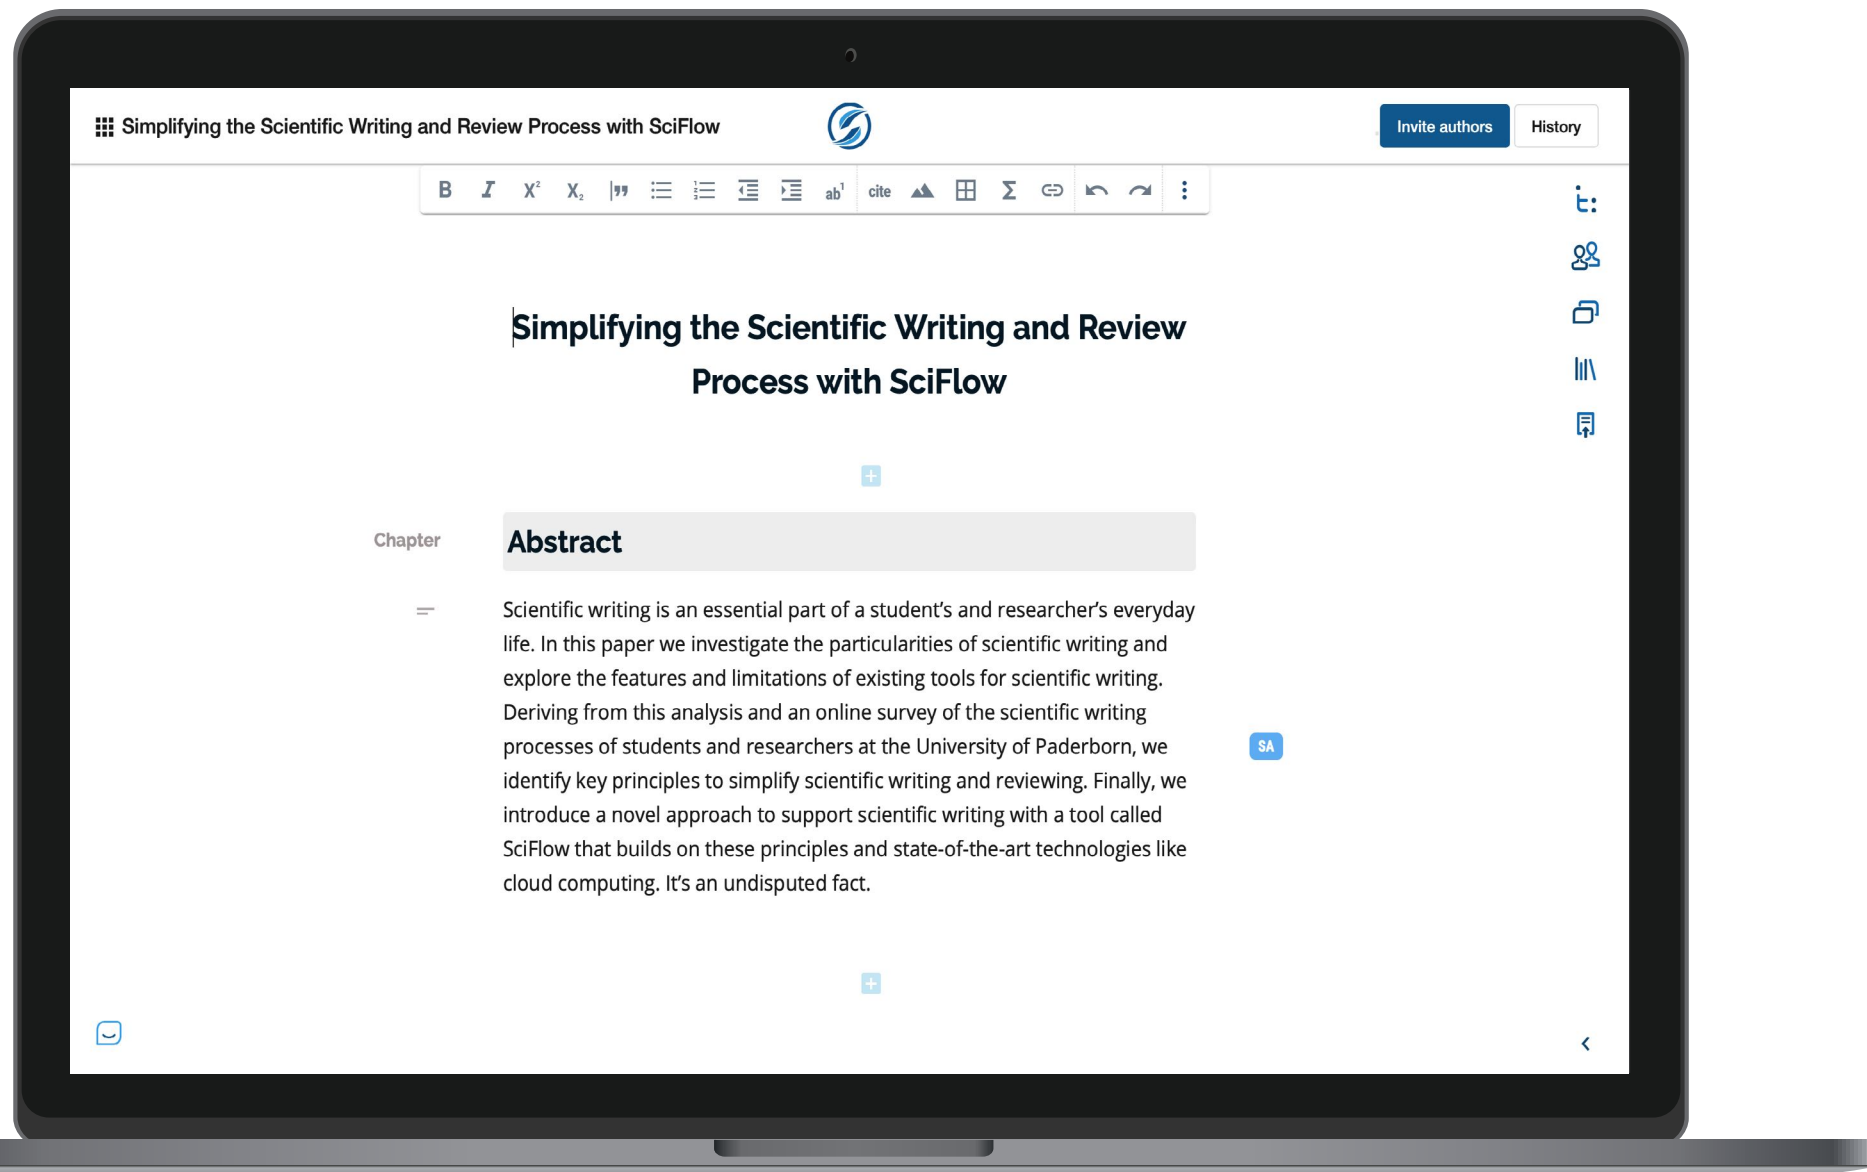 Simplifying the Scientific Writing and Review Process with SciFlow
Invite authors
History
B I X² X₂ ab¹ cite Σ
Simplifying the Scientific Writing and Review
Process with SciFlow
Chapter
Abstract
Scientific writing is an essential part of a student’s and researcher’s everyday
life. In this paper we investigate the particularities of scientific writing and
explore the features and limitations of existing tools for scientific writing.
Deriving from this analysis and an online survey of the scientific writing
processes of students and researchers at the University of Paderborn, we
identify key principles to simplify scientific writing and reviewing. Finally, we
introduce a novel approach to support scientific writing with a tool called
SciFlow that builds on these principles and state-of-the-art technologies like
cloud computing. It’s an undisputed fact.
SA